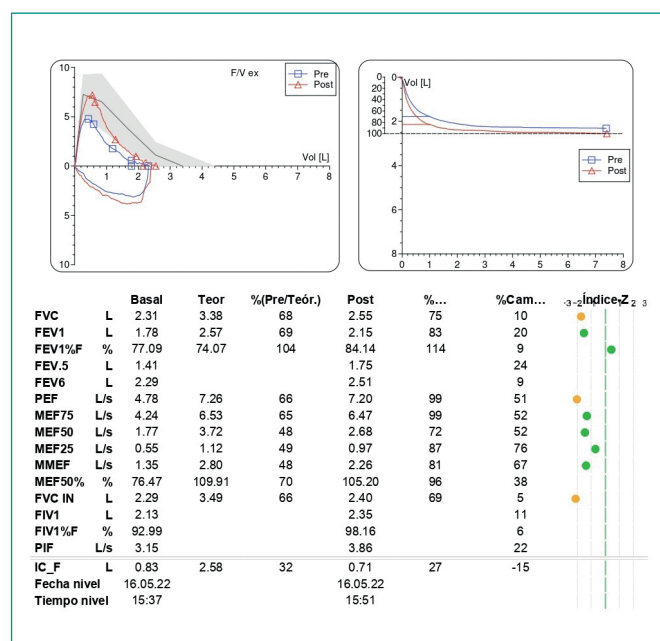 F/V ex
Pre
Post
10
5
0
5
10
Vol [L]
0 1 2 3 4 5 6 7 8
Vol [L]
0
20
40
60
80
100
0
2
4
6
8
Pre
Post
0 1 2 3 4 5 6 7 8
Basal Teor %(Pre/Teór.) Post %... %Cam... Índice-Z
-3 -2 -1 1 2 3
FVC L 2.31 3.38 68 2.55 75 10
FEV1 L 1.78 2.57 69 2.15 83 20
FEV1%F % 77.09 74.07 104 84.14 114 9
FEV.5 L 1.41 1.75 24
FEV6 L 2.29 2.51 9
PEF L/s 4.78 7.26 66 7.20 99 51
MEF75 L/s 4.24 6.53 65 6.47 99 52
MEF50 L/s 1.77 3.72 48 2.68 72 52
MEF25 L/s 0.55 1.12 49 0.97 87 76
MMEF L/s 1.35 2.80 48 2.26 81 67
MEF50% % 76.47 109.91 70 105.20 96 38
FVC IN L 2.29 3.49 66 2.40 69 5
FIV1 L 2.13 2.35 11
FIV1%F % 92.99 98.16 6
PIF L/s 3.15 3.86 22
IC_F L 0.83 2.58 32 0.71 27 -15
Fecha nivel 16.05.22 16.05.22
Tiempo nivel 15:37 15:51